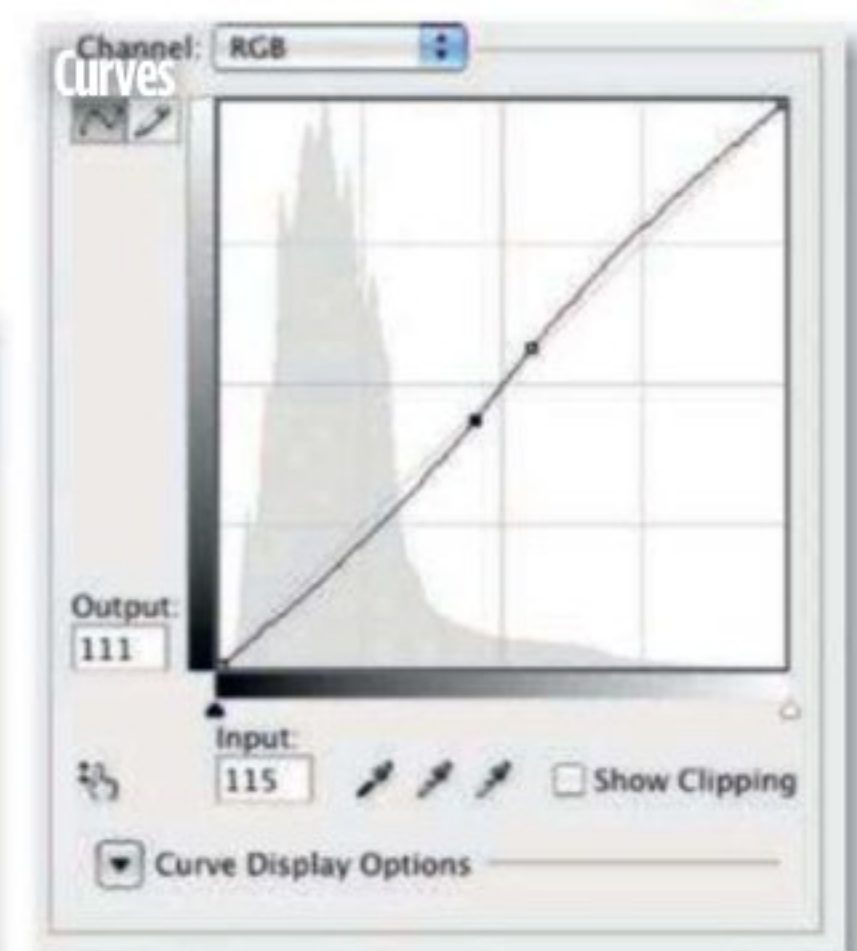 Channel: RGB
Curves
Output:
111
Input:
115
Show Clipping
Curve Display Options